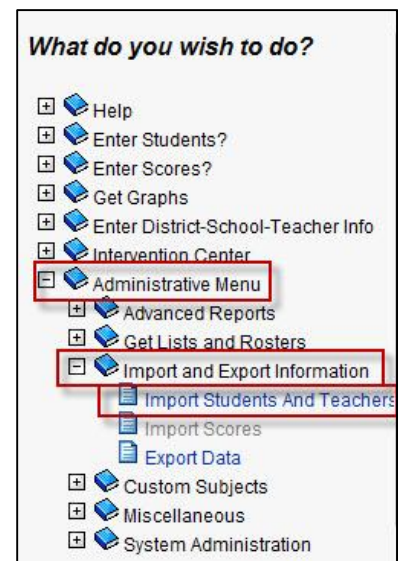 What do you wish to do?
Help
Enter Students?
Enter Scores?
Get Graphs
Enter District-School-Teacher Info
Intervention Center
Administrative Menu
Advanced Reports
Get Lists and Rosters
Import and Export Information
Import Students And Teachers
Import Scores
Export Data
Custom Subjects
Miscellaneous
System Administration